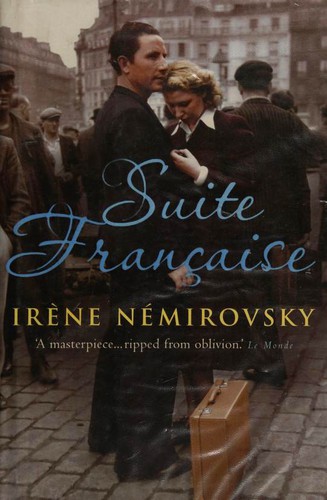 Suite
Française
IRÈNE NÉMIROVSKY
'A masterpiece... ripped from oblivion.' Le Monde